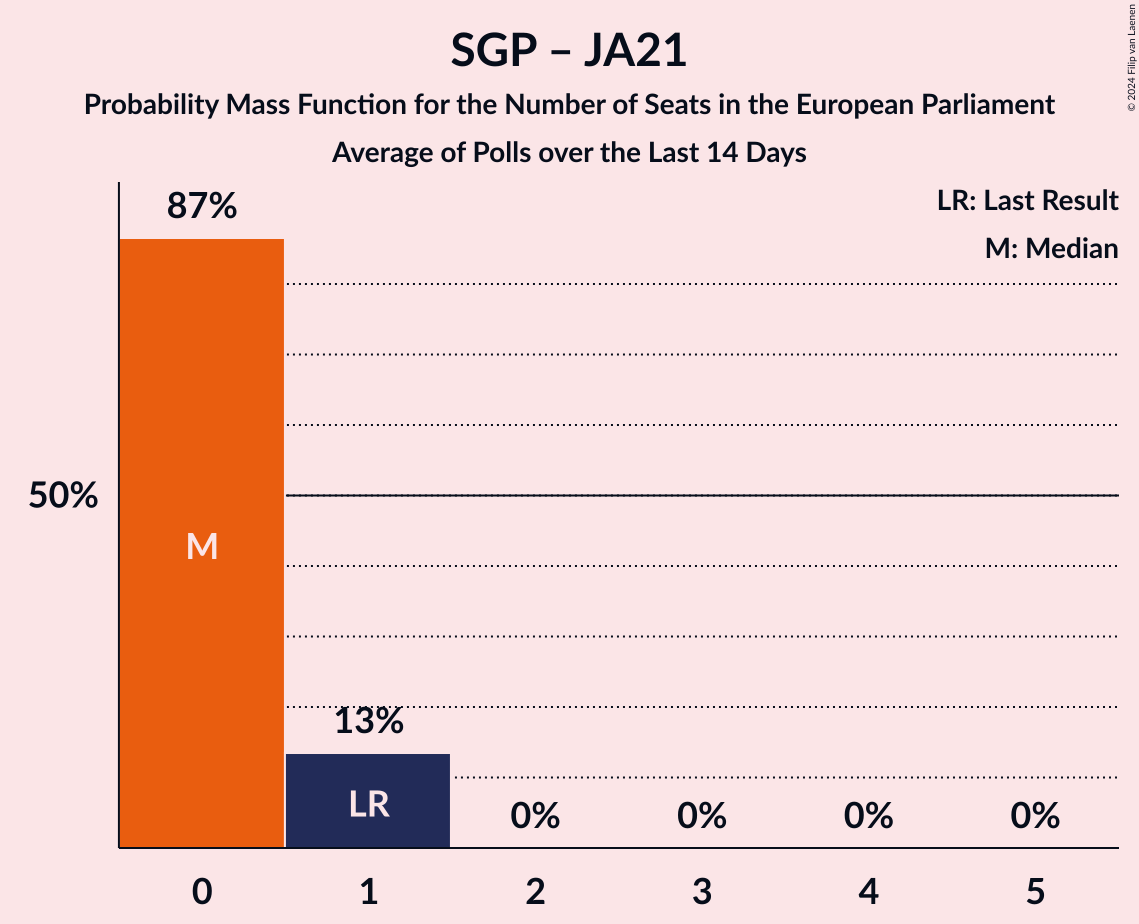 SGP – JA21
Probability Mass Function for the Number of Seats in the European Parliament
Average of Polls over the Last 14 Days
© 2024 Filip van Laenen
LR: Last Result
M: Median
87%
50%
M
13%
LR
0% 0% 0% 0%
0 1 2 3 4 5